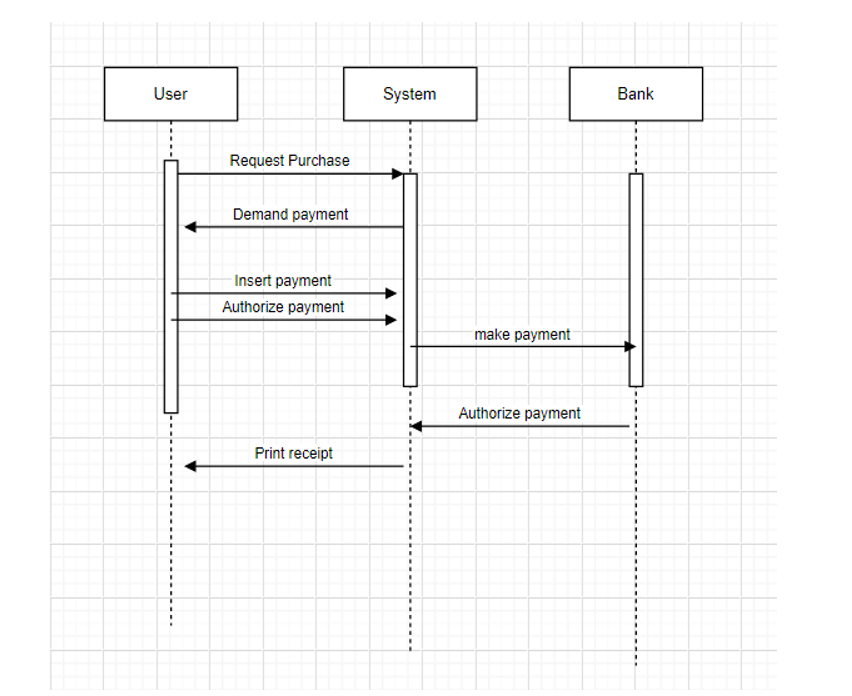 User
System
Bank
Request Purchase
Demand payment
Insert payment
Authorize payment
make payment
Authorize payment
Print receipt